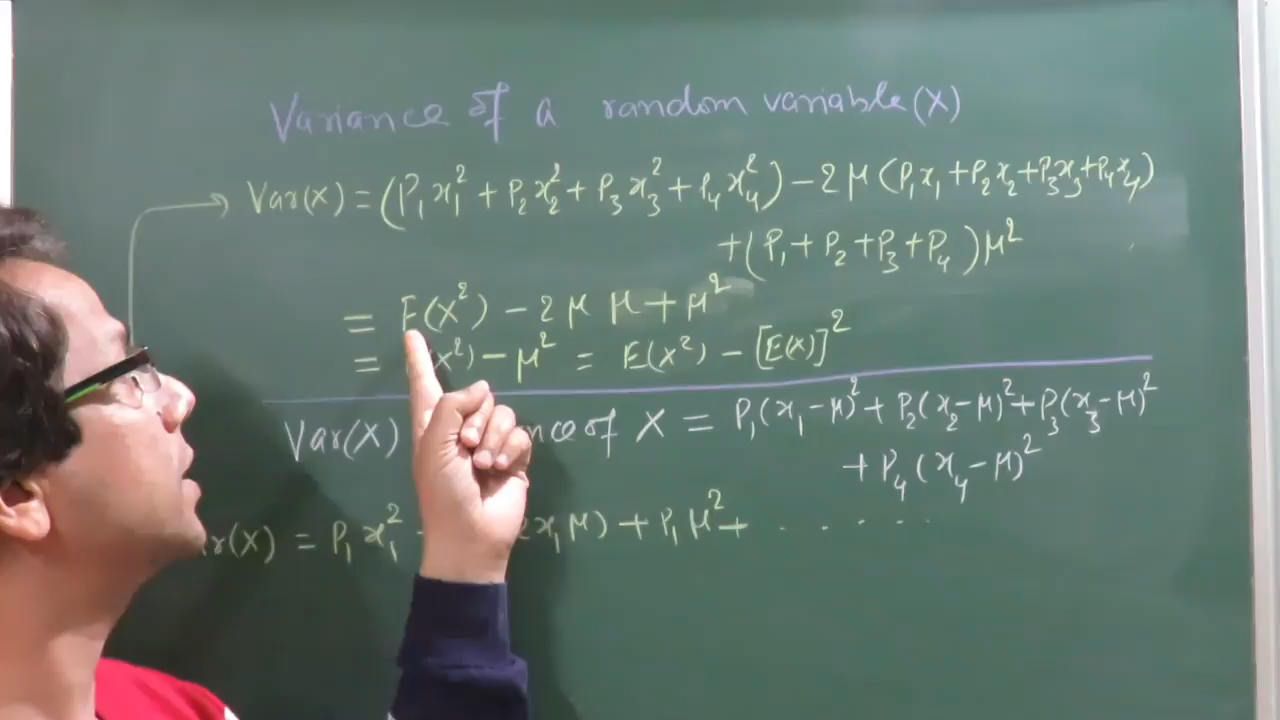 Variance of a random variable (X)
Var(X) = (P₁x₁² + P₂x₂² + P₃x₃² + P₄x₄²) − 2μ(P₁x₁ + P₂x₂ + P₃x₃ + P₄x₄)
+ (P₁ + P₂ + P₃ + P₄)μ²
= E(X²) − 2μ μ + μ²
= (X²) − μ² = E(X²) − [E(X)]²
Var(X) of X = P₁(x₁−μ)² + P₂(x₂−μ)² + P₃(x₃−μ)²
+ P₄(x₄−μ)²
r(X) = P₁x₁² x₁μ) + P₁μ² + . . . . . .